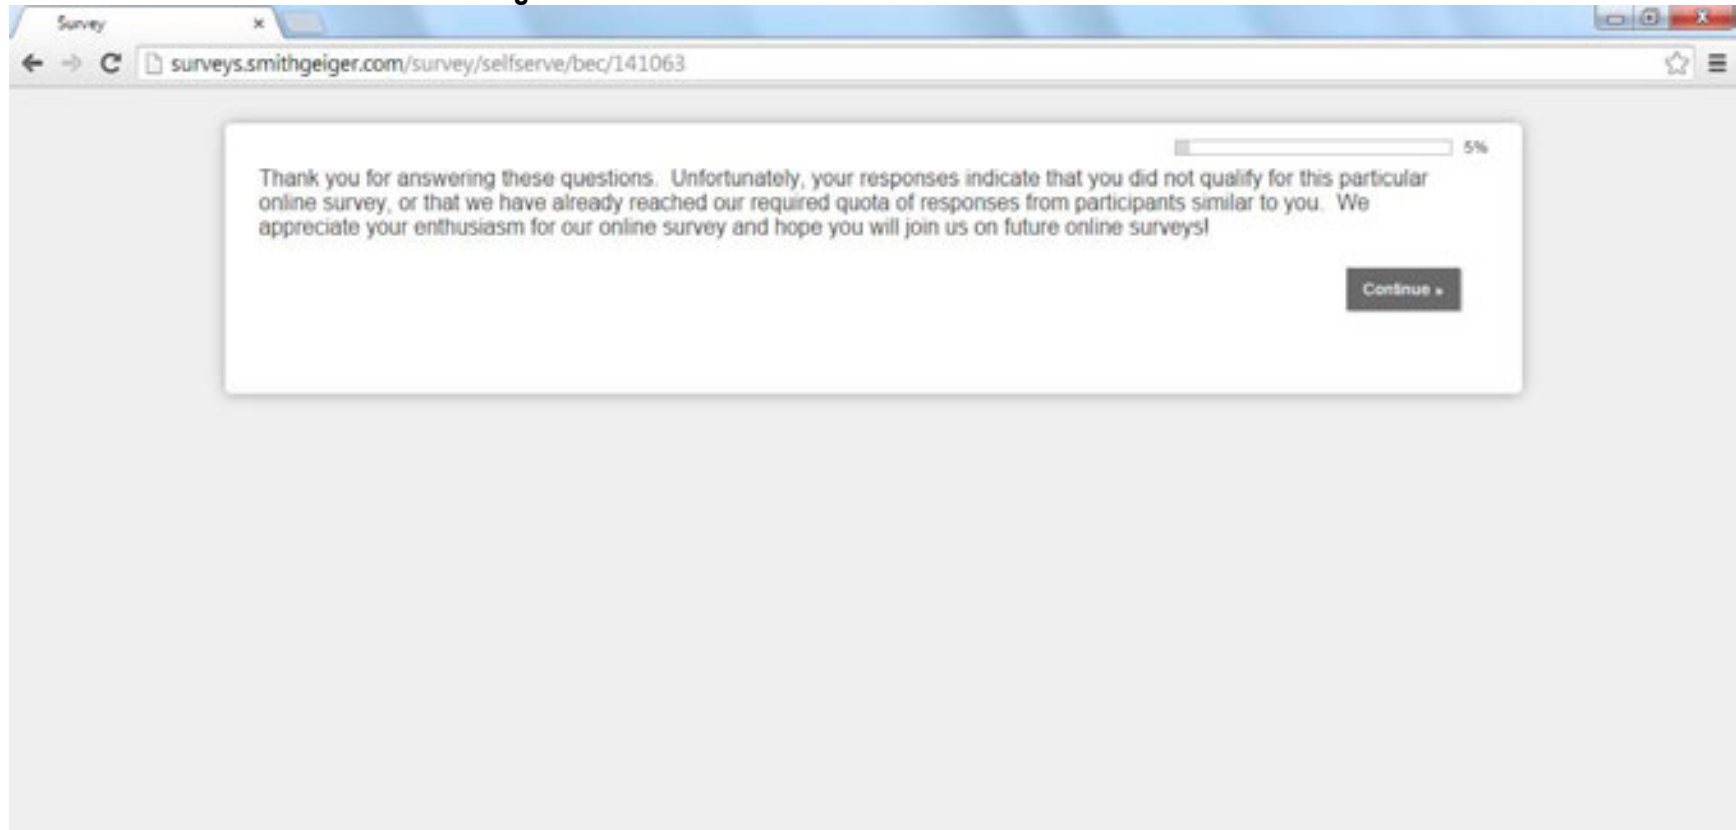 Survey
surveys.smithgeiger.com/survey/selfserve/bec/141063
5%
Thank you for answering these questions.  Unfortunately, your responses indicate that you did not qualify for this particular
online survey, or that we have already reached our required quota of responses from participants similar to you.  We
appreciate your enthusiasm for our online survey and hope you will join us on future online surveys!
Continue »